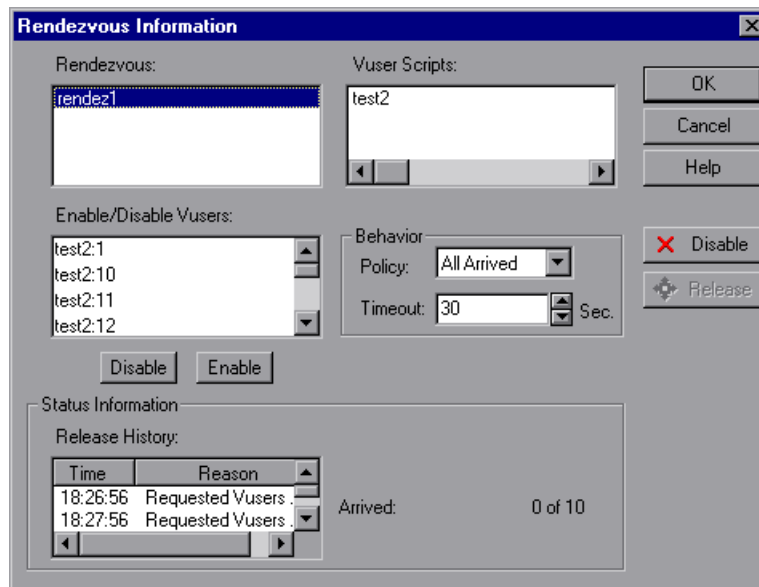 Rendezvous Information
Rendezvous:
Vuser Scripts:
rendez1
test2
OK
Cancel
Help
Enable/Disable Vusers:
test2:1
test2:10
test2:11
test2:12
Behavior
Policy: All Arrived
Timeout: 30 Sec.
Disable
Release
Disable Enable
Status Information
Release History:
Time Reason
18:26:56 Requested Vusers .
18:27:56 Requested Vusers .
Arrived: 0 of 10